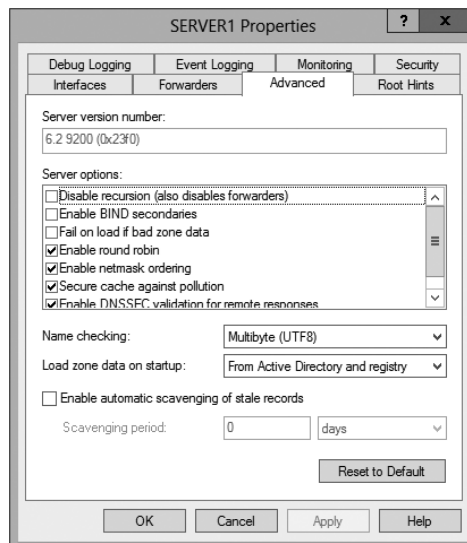 SERVER1 Properties
? x
Debug Logging Event Logging Monitoring Security
Interfaces Forwarders Advanced Root Hints
Server version number:
6.2 9200 (0x23f0)
Server options:
Disable recursion (also disables forwarders)
Enable BIND secondaries
Fail on load if bad zone data
Enable round robin
Enable netmask ordering
Secure cache against pollution
Enable DNSSEC validation for remote responses
Name checking: Multibyte (UTF8)
Load zone data on startup: From Active Directory and registry
Enable automatic scavenging of stale records
Scavenging period: 0 days
Reset to Default
OK Cancel Apply Help